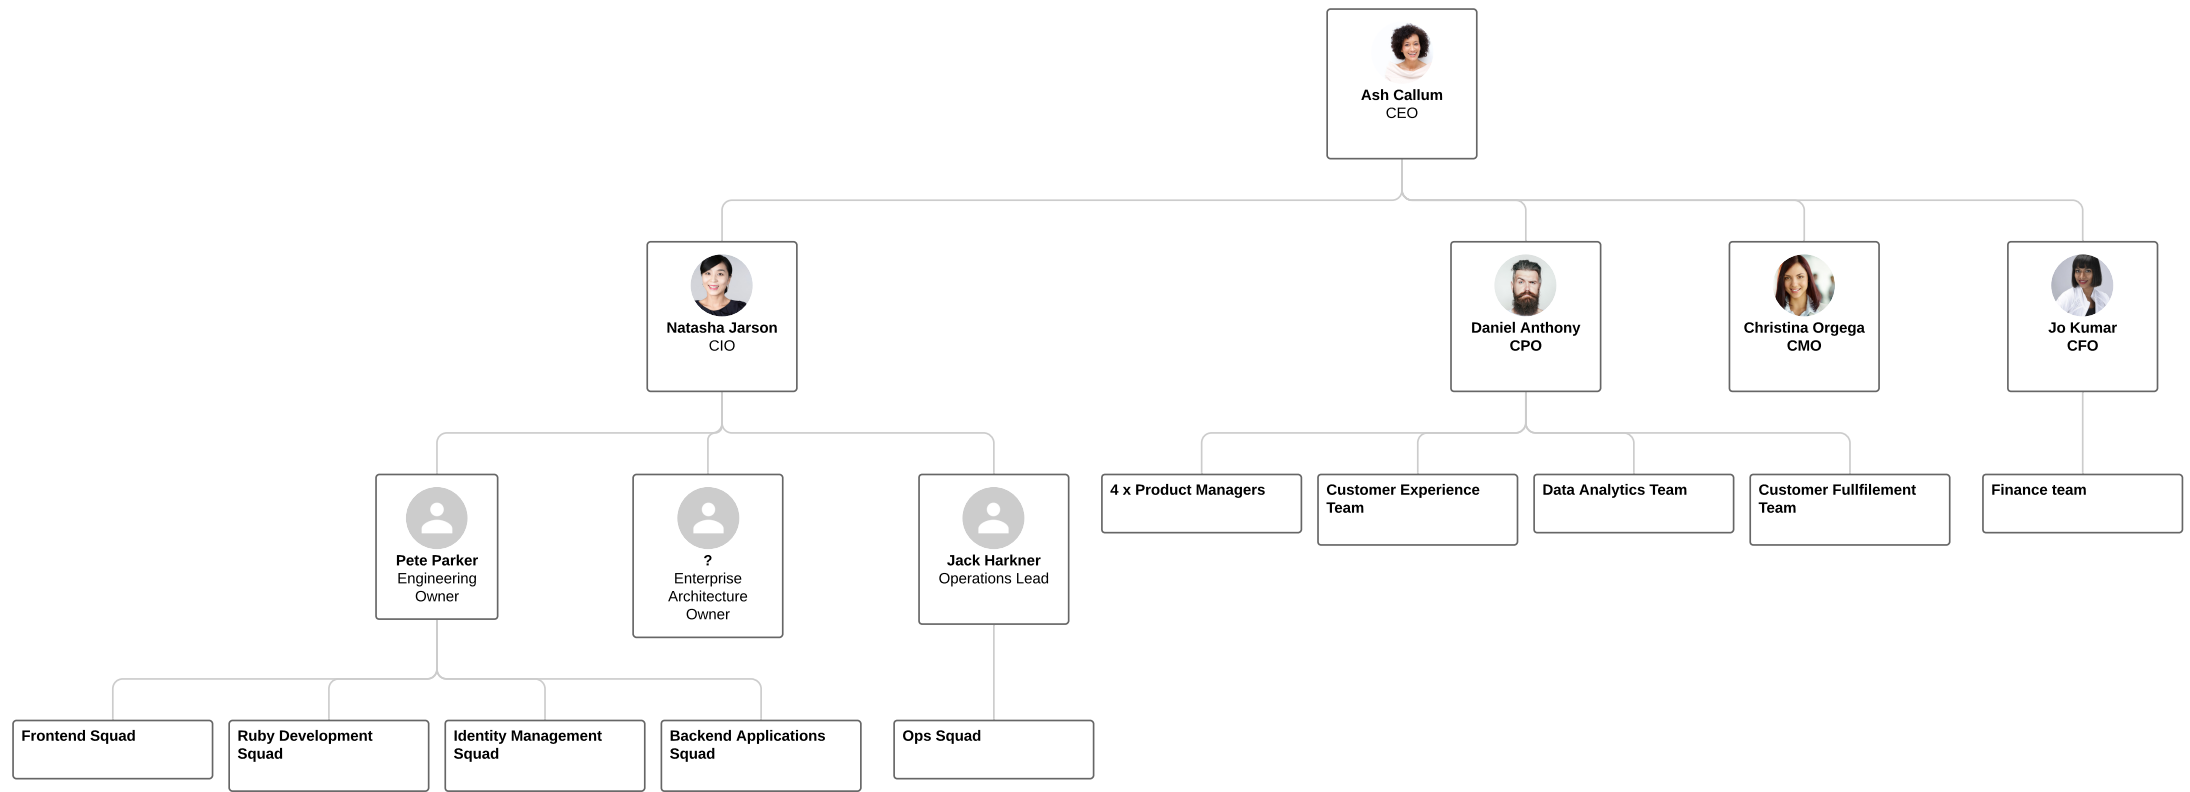 Ash Callum
CEO
Natasha Jarson
CIO
Daniel Anthony
CPO
Christina Orgega
CMO
Jo Kumar
CFO
Pete Parker
Engineering
Owner
?
Enterprise
Architecture
Owner
Jack Harkner
Operations Lead
4 x Product Managers
Customer Experience
Team
Data Analytics Team
Customer Fullfilement
Team
Finance team
Frontend Squad
Ruby Development
Squad
Identity Management
Squad
Backend Applications
Squad
Ops Squad